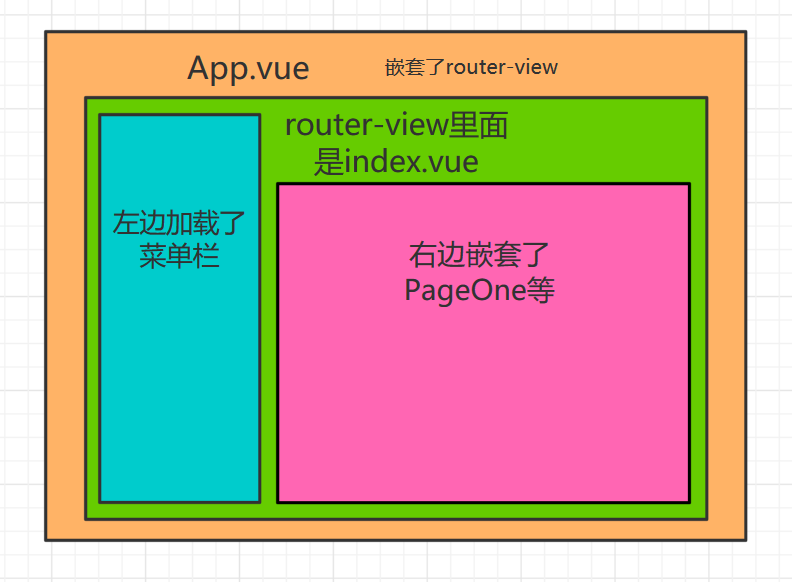 App.vue
嵌套了router-view
router-view里面
是index.vue
左边加载了
菜单栏
右边嵌套了
PageOne等